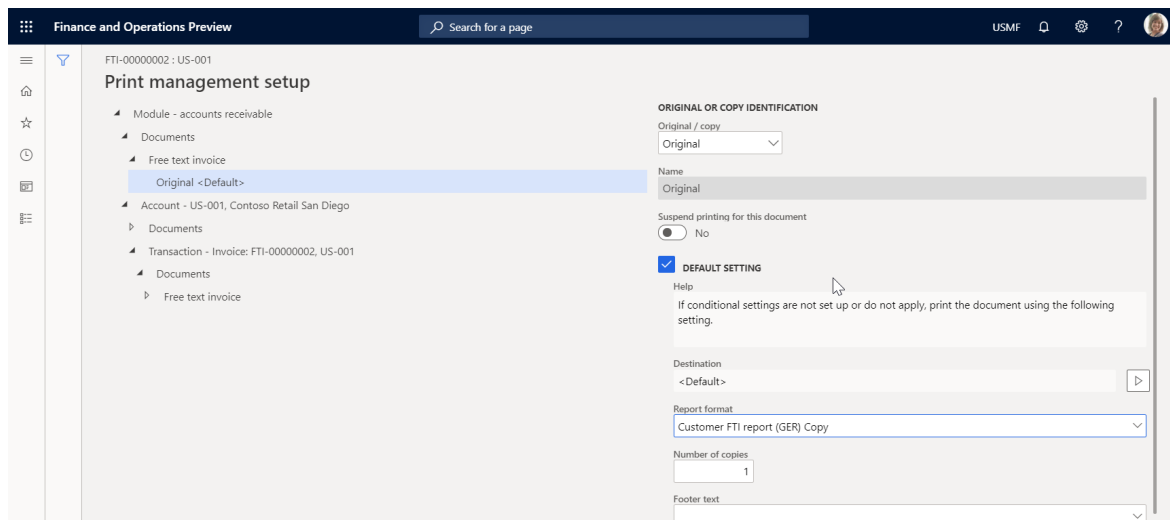 Finance and Operations Preview
Search for a page
USMF
?
FTI-00000002 : US-001
Print management setup
Module - accounts receivable
Documents
Free text invoice
Original <Default>
Account - US-001, Contoso Retail San Diego
Documents
Transaction - Invoice: FTI-00000002, US-001
Documents
Free text invoice
ORIGINAL OR COPY IDENTIFICATION
Original / copy
Original
Name
Original
Suspend printing for this document
No
DEFAULT SETTING
Help
If conditional settings are not set up or do not apply, print the document using the following
setting.
Destination
<Default>
Report format
Customer FTI report (GER) Copy
Number of copies
1
Footer text